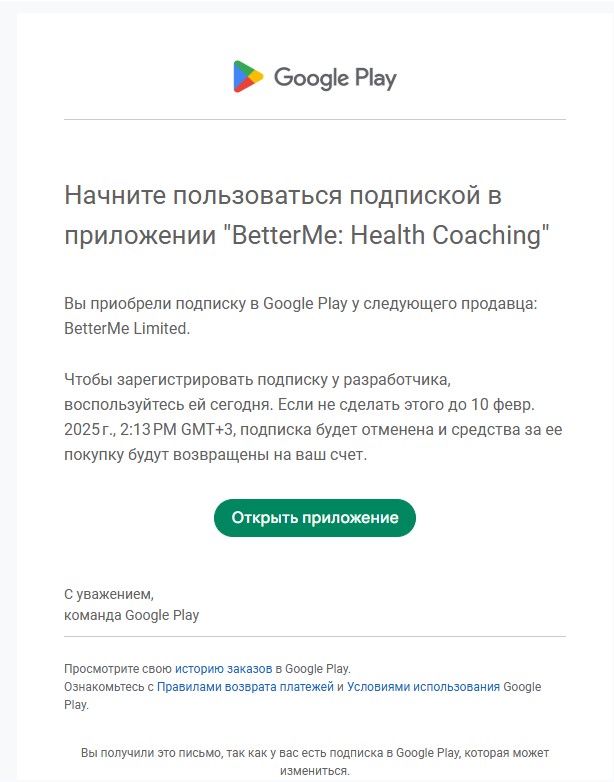 Google Play
Начните пользоваться подпиской в
приложении "BetterMe: Health Coaching"
Вы приобрели подписку в Google Play у следующего продавца:
BetterMe Limited.
Чтобы зарегистрировать подписку у разработчика,
воспользуйтесь ей сегодня. Если не сделать этого до 10 февр.
2025 г., 2:13 PM GMT+3, подписка будет отменена и средства за ее
покупку будут возвращены на ваш счет.
Открыть приложение
С уважением,
команда Google Play
Просмотрите свою историю заказов в Google Play.
Ознакомьтесь с Правилами возврата платежей и Условиями использования Google
Play.
Вы получили это письмо, так как у вас есть подписка в Google Play, которая может
измениться.